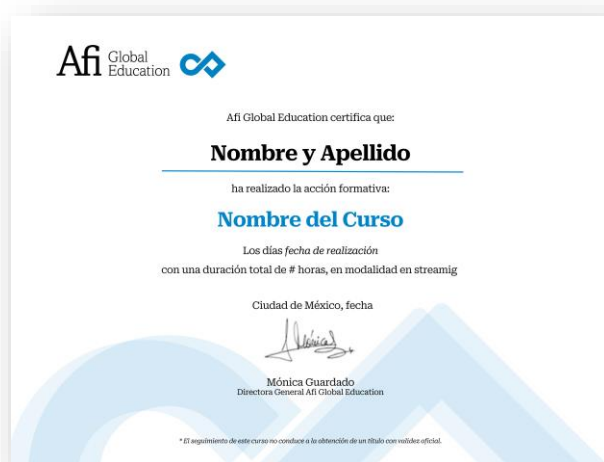 Afi Global
Education
Afi Global Education certifica que:
Nombre y Apellido
ha realizado la acción formativa:
Nombre del Curso
Los días fecha de realización
con una duración total de # horas, en modalidad en streamig
Ciudad de México, fecha
Mónica
Mónica Guardado
Directora General Afi Global Education
* El seguimiento de este curso no conduce a la obtención de un título con validez oficial.